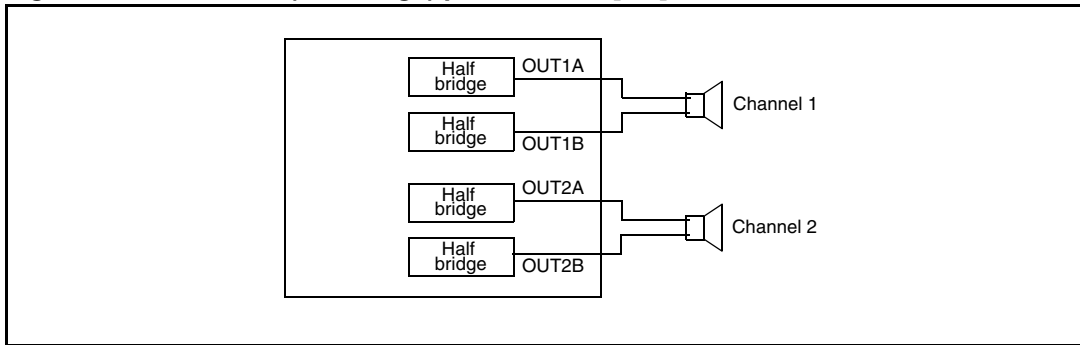 Half
bridge
OUT1A
Half
bridge
OUT1B
Channel 1
Half
bridge
OUT2A
Half
bridge
OUT2B
Channel 2